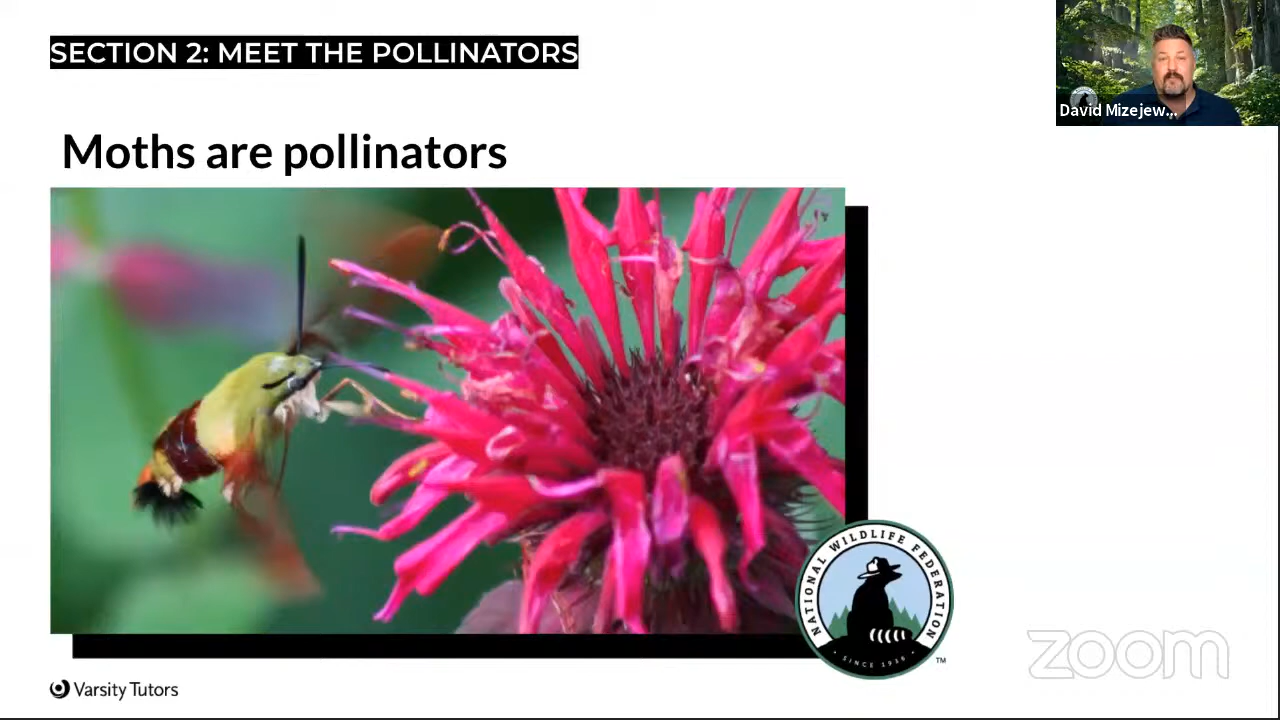 SECTION 2: MEET THE POLLINATORS
David Mizejew...
Moths are pollinators
NATIONAL WILDLIFE FEDERATION
• SINCE 1936 •
TM
Varsity Tutors
zoom